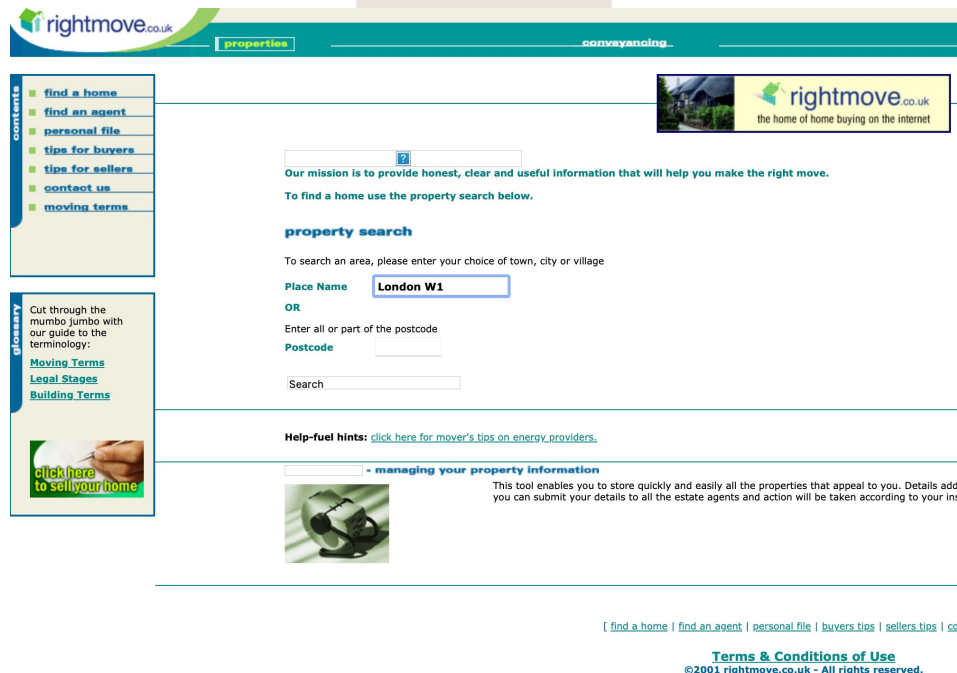 rightmove.co.uk
properties
conveyancing
contents
find a home
find an agent
personal file
tips for buyers
tips for sellers
contact us
moving terms
rightmove.co.uk
the home of home buying on the internet
?
Our mission is to provide honest, clear and useful information that will help you make the right move.
To find a home use the property search below.
property search
To search an area, please enter your choice of town, city or village
Place Name London W1
OR
Enter all or part of the postcode
Postcode
Search
glossary
Cut through the
mumbo jumbo with
our guide to the
terminology:
Moving Terms
Legal Stages
Building Terms
click here
to sell your home
Help-fuel hints: click here for mover's tips on energy providers.
- managing your property information
This tool enables you to store quickly and easily all the properties that appeal to you. Details add
you can submit your details to all the estate agents and action will be taken according to your ins
[ find a home | find an agent | personal file | buyers tips | sellers tips | co
Terms & Conditions of Use
©2001 rightmove.co.uk - All rights reserved.